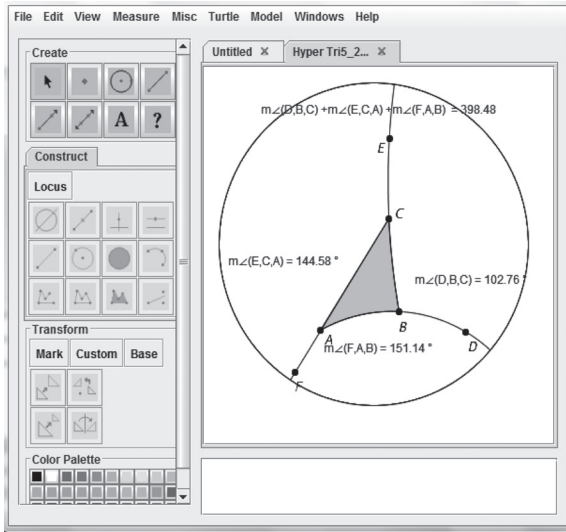 File Edit View Measure Misc Turtle Model Windows Help
Create
A ?
Construct
Locus
Transform
Mark Custom Base
Color Palette
Untitled × Hyper Tri5_2... ×
m∠(D,B,C) +m∠(E,C,A) +m∠(F,A,B) = 398.48
E
C
m∠(E,C,A) = 144.58 °
m∠(D,B,C) = 102.76 °
B
A
D
m∠(F,A,B) = 151.14 °
F